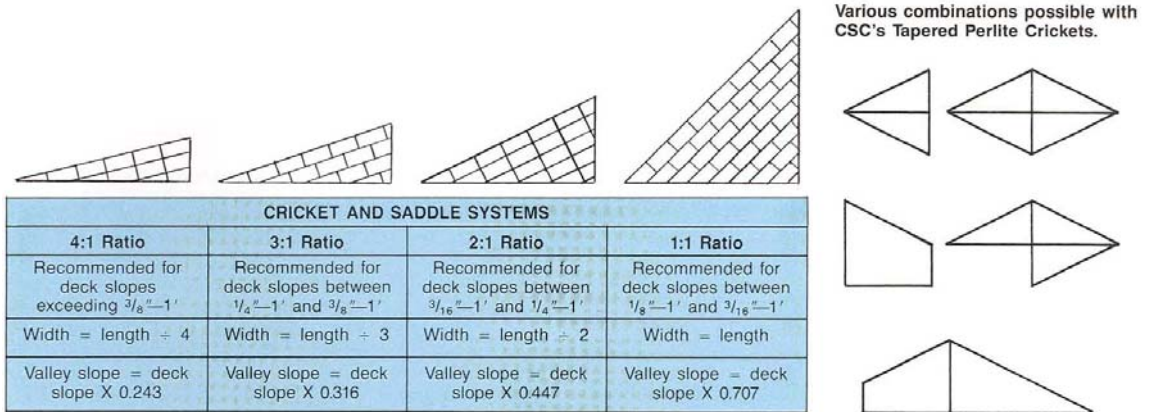 Various combinations possible with
CSC's Tapered Perlite Crickets.
CRICKET AND SADDLE SYSTEMS
4:1 Ratio
3:1 Ratio
2:1 Ratio
1:1 Ratio
Recommended for
deck slopes
exceeding 3/8"—1'
Recommended for
deck slopes between
1/4"—1' and 3/8"—1
Recommended for
deck slopes between
3/16"—1' and 1/4"—1'
Recommended for
deck slopes between
1/8"—1' and 3/16"—1'
Width = length ÷ 4
Width = length ÷ 3
Width = length ÷ 2
Width = length
Valley slope = deck
slope X 0.243
Valley slope = deck
slope X 0.316
Valley slope = deck
slope X 0.447
Valley slope = deck
slope X 0.707